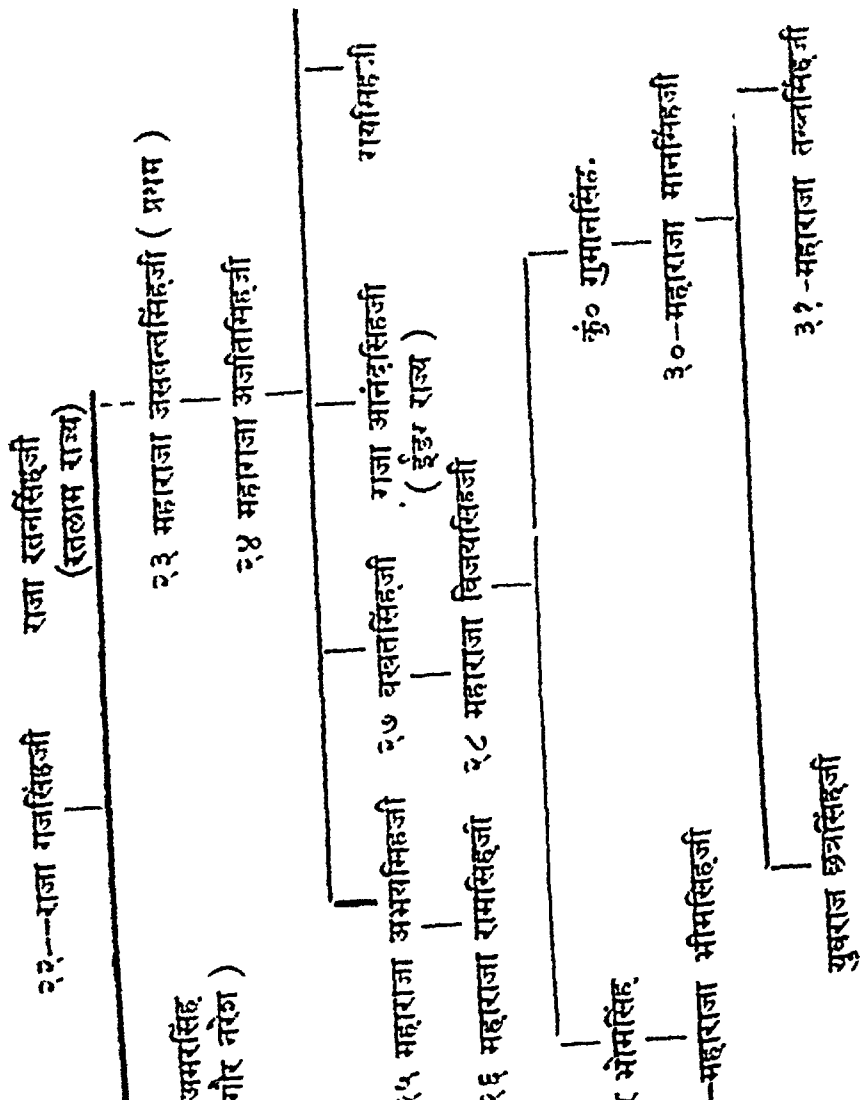 २२—राजा गजसिंहजी
राजा रतनसिंहजी
(रतलाम राज्य)
अमरसिंह
गौर नरेश )
२३ महाराजा जसवन्तसिंहजी ( प्रथम )
२४ महाराजा अजीतसिंहजी
२५ महाराजा अभयसिंहजी
२७ बखतसिंहजी
राजा आनंदसिंहजी
( ईडर राज्य )
रायसिंहजी
२६ महाराजा रामसिंहजी
२८ महाराजा विजयसिंहजी
भोमसिंह
कुं० गुमानसिंह.
–महाराजा भीमसिंहजी
३०–महाराजा मानसिंहजी
युवराज छत्रसिंहजी
३१–महाराजा तख्तसिंहजी